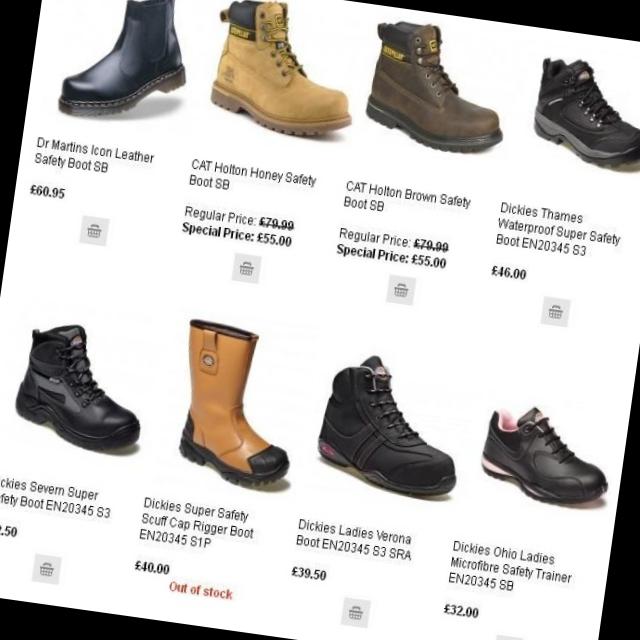 Dr Martins Icon Leather
Safety Boot SB
£60.95
CAT Holton Honey Safety
Boot SB
Regular Price: £79.99
Special Price: £55.00
CAT Holton Brown Safety
Boot SB
Regular Price: £79.99
Special Price: £55.00
Dickies Thames
Waterproof Super Safety
Boot EN20345 S3
£46.00
ckies Severn Super
fety Boot EN20345 S3
2.50
Dickies Super Safety
Scuff Cap Rigger Boot
EN20345 S1P
£40.00
Out of stock
Dickies Ladies Verona
Boot EN20345 S3 SRA
£39.50
Dickies Ohio Ladies
Microfibre Safety Trainer
EN20345 SB
£32.00